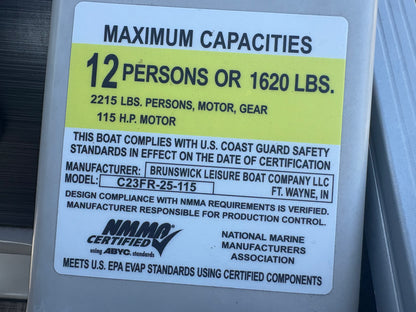 MAXIMUM CAPACITIES
12 PERSONS OR 1620 LBS.
2215 LBS. PERSONS, MOTOR, GEAR
115 H.P. MOTOR
THIS BOAT COMPLIES WITH U.S. COAST GUARD SAFETY
STANDARDS IN EFFECT ON THE DATE OF CERTIFICATION
MANUFACTURER: BRUNSWICK LEISURE BOAT COMPANY LLC
MODEL: C23FR-25-115 FT. WAYNE, IN
DESIGN COMPLIANCE WITH NMMA REQUIREMENTS IS VERIFIED.
MANUFACTURER RESPONSIBLE FOR PRODUCTION CONTROL.
NMMA
CERTIFIED
using ABYC standards
NATIONAL MARINE
MANUFACTURERS
ASSOCIATION
MEETS U.S. EPA EVAP STANDARDS USING CERTIFIED COMPONENTS